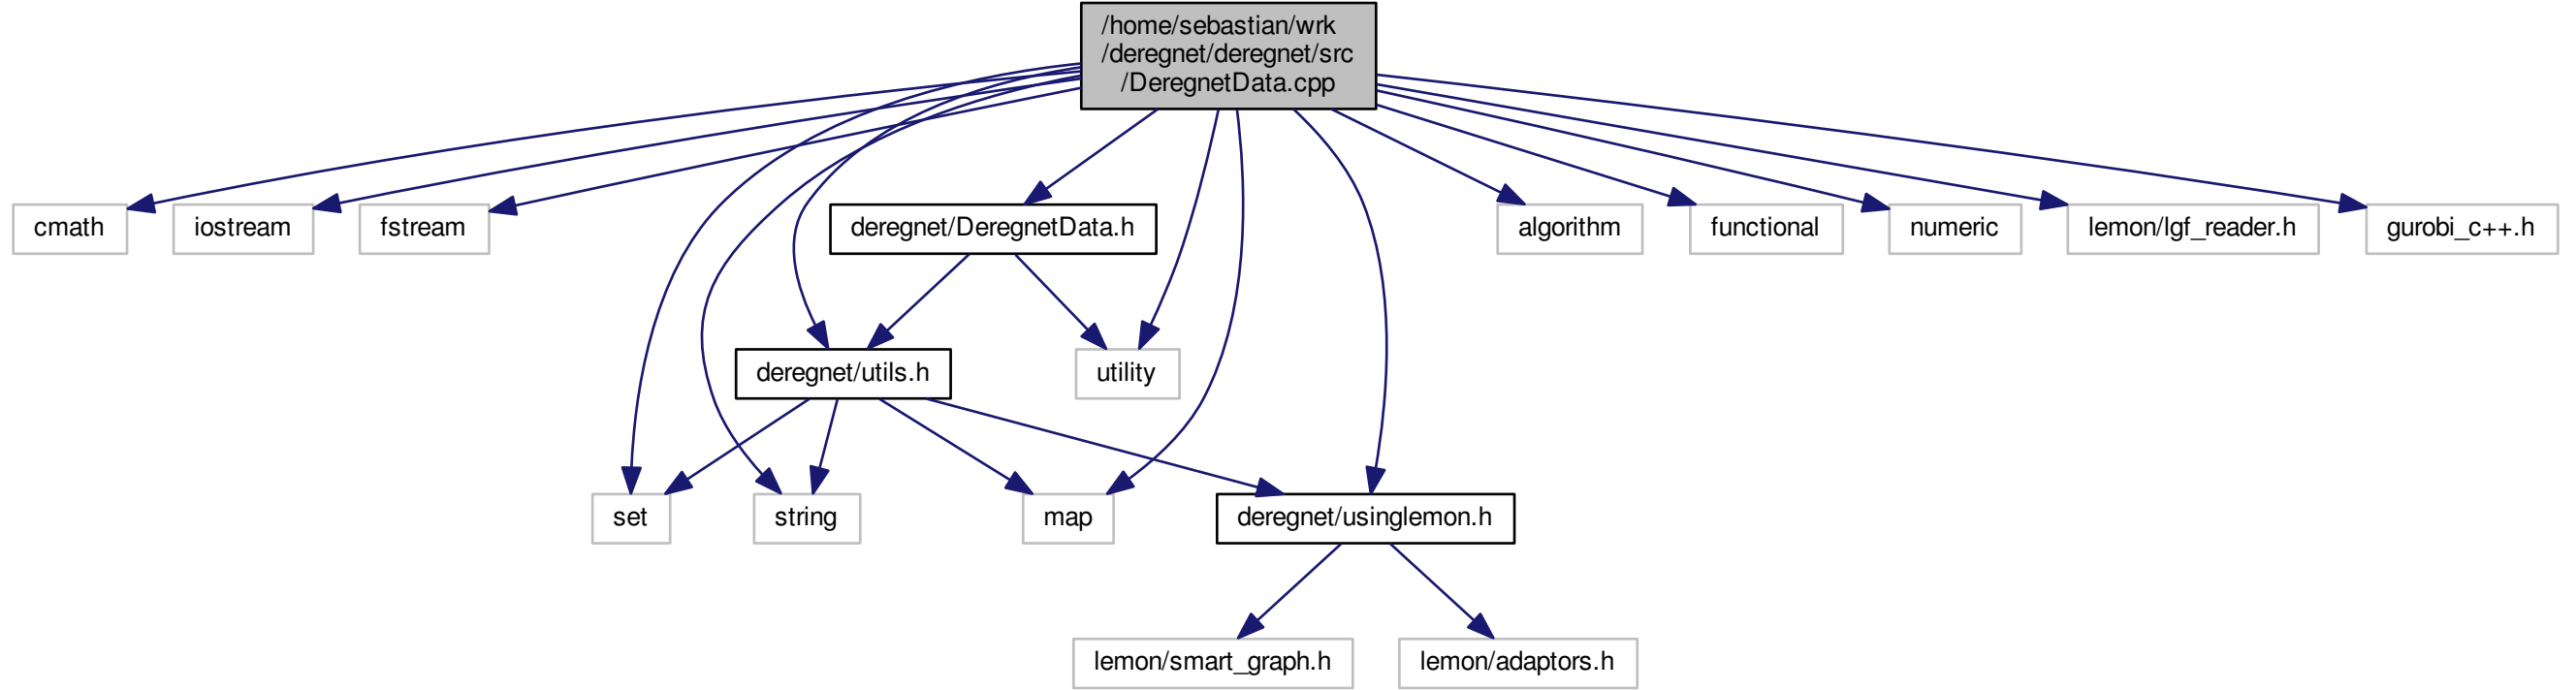 /home/sebastian/wrk
/deregnet/deregnet/src
/DeregnetData.cpp
cmath
iostream
fstream
deregnet/DeregnetData.h
algorithm
functional
numeric
lemon/lgf_reader.h
gurobi_c++.h
deregnet/utils.h
utility
set
string
map
deregnet/usinglemon.h
lemon/smart_graph.h
lemon/adaptors.h